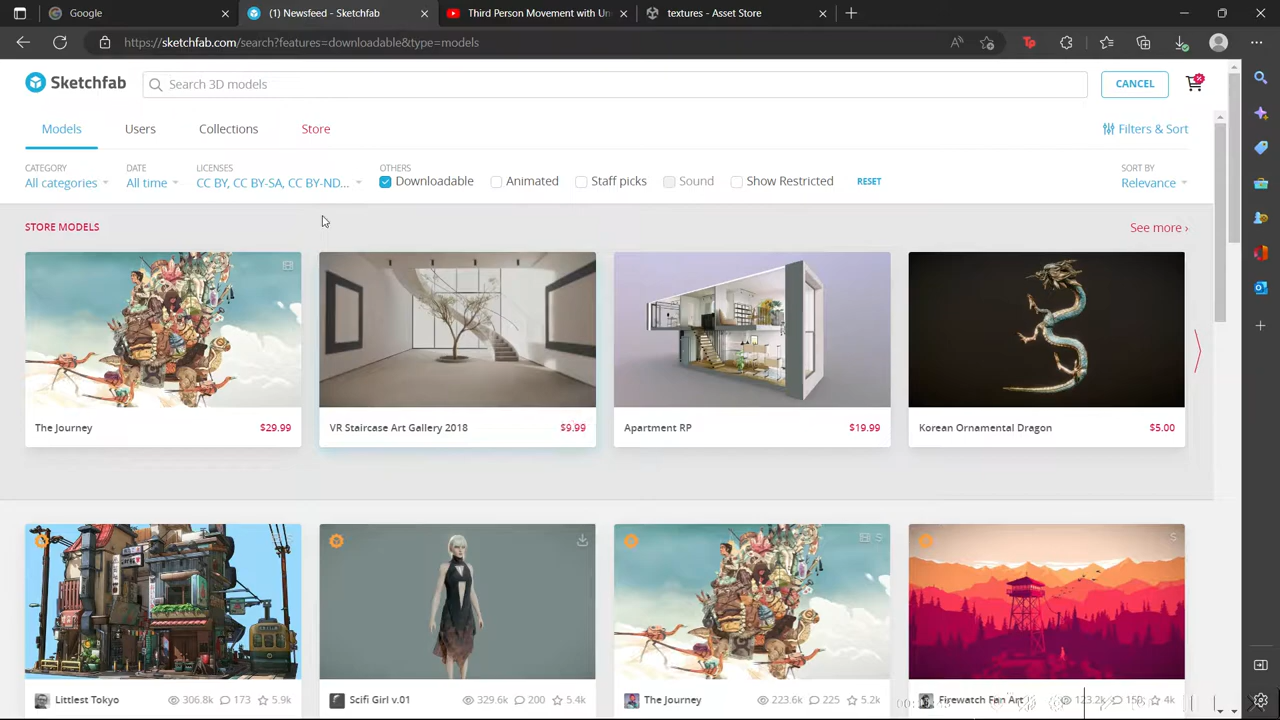 Google
(1) Newsfeed - Sketchfab
Third Person Movement with Un
textures - Asset Store
https://sketchfab.com/search?features=downloadable&type=models
Sketchfab
Search 3D models
CANCEL
Models
Users
Collections
Store
Filters & Sort
CATEGORY
DATE
LICENSES
OTHERS
SORT BY
All categories
All time
CC BY, CC BY-SA, CC BY-ND...
Downloadable
Animated
Staff picks
Sound
Show Restricted
RESET
Relevance
STORE MODELS
See more ›
The Journey
$29.99
VR Staircase Art Gallery 2018
$9.99
Apartment RP
$19.99
Korean Ornamental Dragon
$5.00
S
S
Littlest Tokyo
306.8k
173
5.9k
Scifi Girl v.01
329.6k
200
5.4k
The Journey
223.6k
225
5.2k
Firewatch Fan Art
123.2k
4k